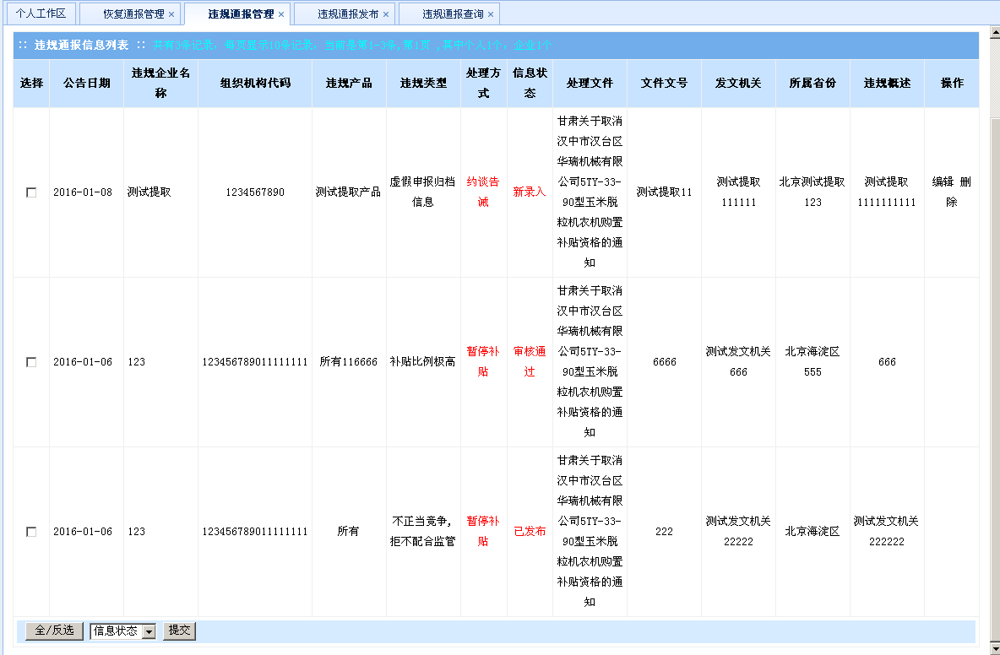 个人工作区 恢复通报管理 × 违规通报管理 × 违规通报发布 × 违规通报查询 ×
:: 违规通报信息列表 :: 共有3条记录，每页显示10条记录，当前是第1-3条,第1页 ,其中个人1个，企业1个
选择 公告日期 违规企业名称 组织机构代码 违规产品 违规类型 处理方式 信息状态 处理文件 文件文号 发文机关 所属省份 违规概述 操作
2016-01-08 测试提取 1234567890 测试提取产品 虚假申报归档信息 约谈告诫 新录入 甘肃关于取消汉中市汉台区华瑞机械有限公司5TY-33-90型玉米脱粒机农机购置补贴资格的通知 测试提取11 测试提取111111 北京测试提取123 测试提取1111111111 编辑 删除
2016-01-06 123 123456789011111111 所有116666 补贴比例极高 暂停补贴 审核通过 甘肃关于取消汉中市汉台区华瑞机械有限公司5TY-33-90型玉米脱粒机农机购置补贴资格的通知 6666 测试发文机关666 北京海淀区555 666
2016-01-06 123 123456789011111111 所有 不正当竞争,拒不配合监管 暂停补贴 已发布 甘肃关于取消汉中市汉台区华瑞机械有限公司5TY-33-90型玉米脱粒机农机购置补贴资格的通知 222 测试发文机关22222 北京海淀区 测试发文机关222222
全/反选 信息状态 提交